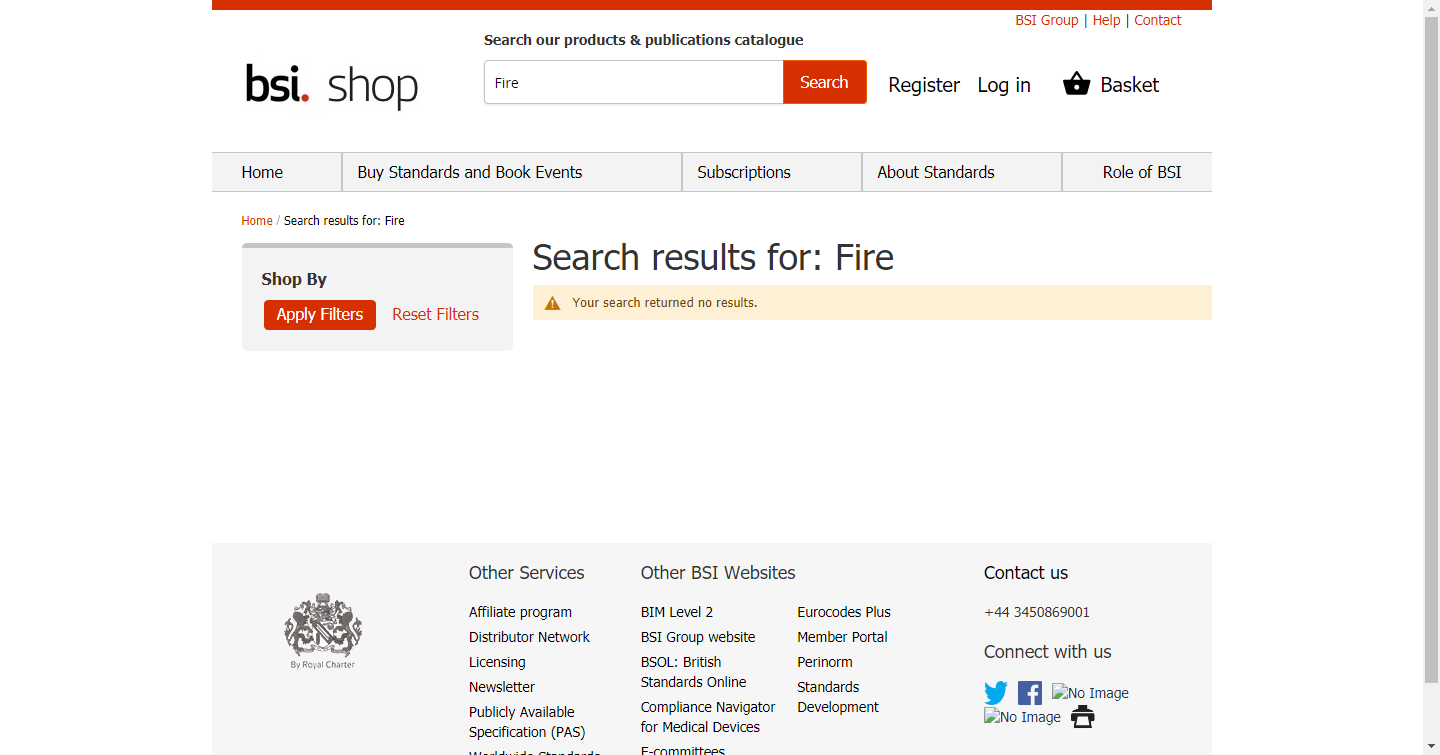 BSI Group | Help | Contact
Search our products & publications catalogue
bsi. shop
Fire
Search
Register
Log in
Basket
Home
Buy Standards and Book Events
Subscriptions
About Standards
Role of BSI
Home / Search results for: Fire
Shop By
Apply Filters
Reset Filters
Search results for: Fire
Your search returned no results.
By Royal Charter
Other Services
Affiliate program
Distributor Network
Licensing
Newsletter
Publicly Available
Specification (PAS)
Worldwide Standards
Other BSI Websites
BIM Level 2
BSI Group website
BSOL: British
Standards Online
Compliance Navigator
for Medical Devices
E-committees
Eurocodes Plus
Member Portal
Perinorm
Standards
Development
Contact us
+44 3450869001
Connect with us
No Image
No Image